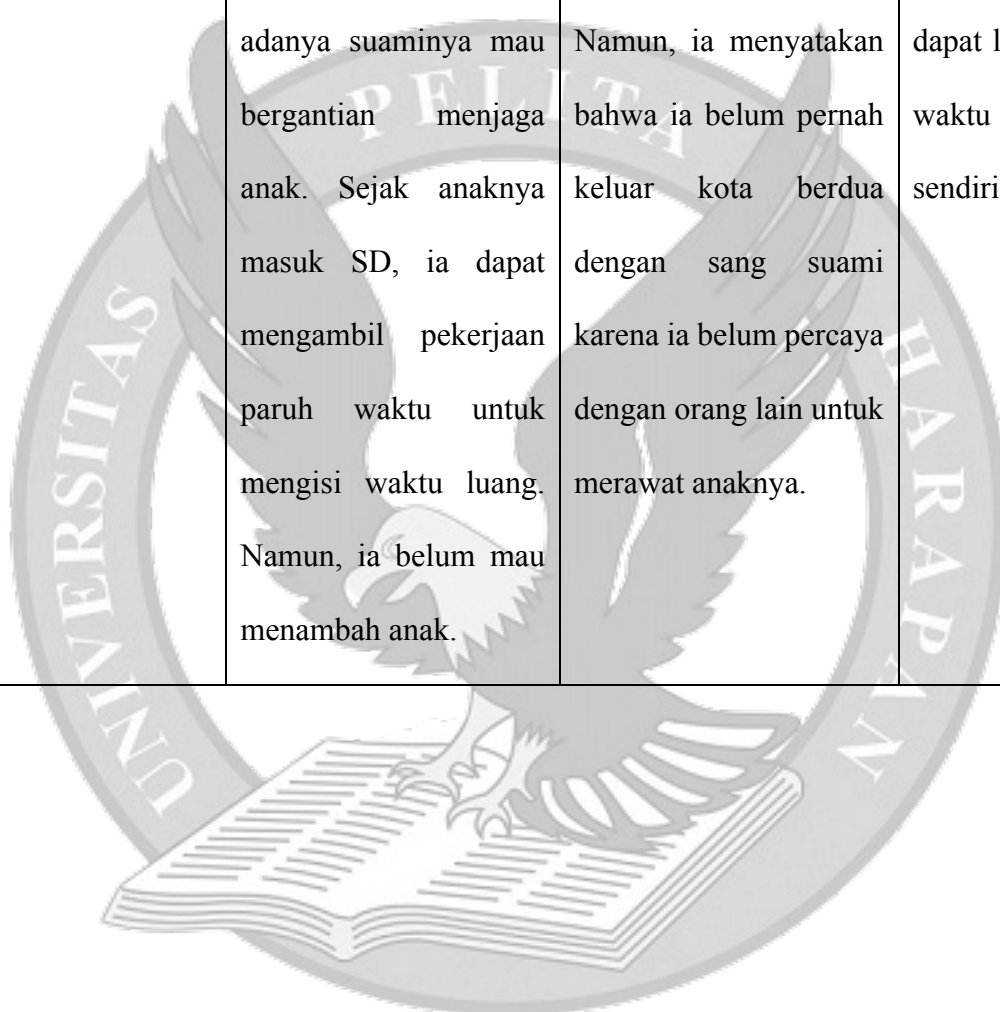 adanya suaminya mau
bergantian menjaga
anak. Sejak anaknya
masuk SD, ia dapat
mengambil pekerjaan
paruh waktu untuk
mengisi waktu luang.
Namun, ia belum mau
menambah anak.
Namun, ia menyatakan
bahwa ia belum pernah
keluar kota berdua
dengan sang suami
karena ia belum percaya
dengan orang lain untuk
merawat anaknya.
dapat
waktu
sendiri
UNIVERSITAS PELITA HARAPAN